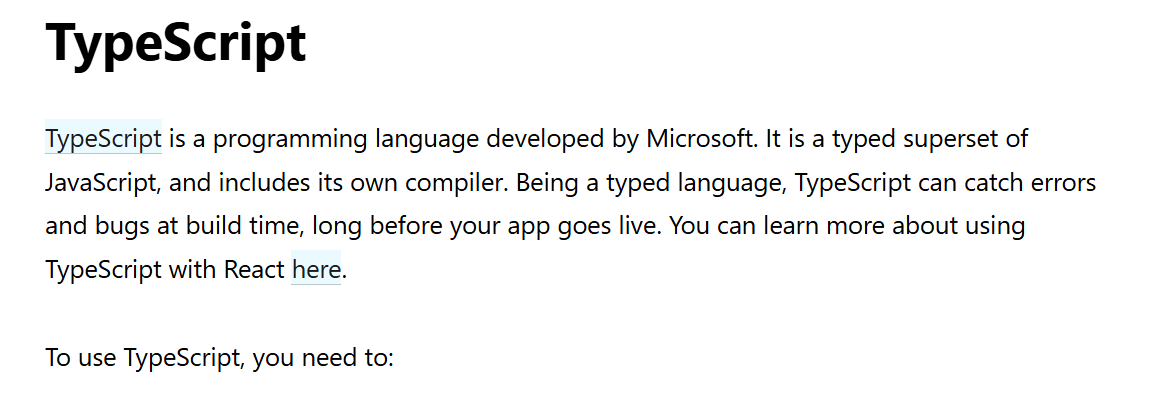 TypeScript
TypeScript is a programming language developed by Microsoft. It is a typed superset of
JavaScript, and includes its own compiler. Being a typed language, TypeScript can catch errors
and bugs at build time, long before your app goes live. You can learn more about using
TypeScript with React here.
To use TypeScript, you need to: